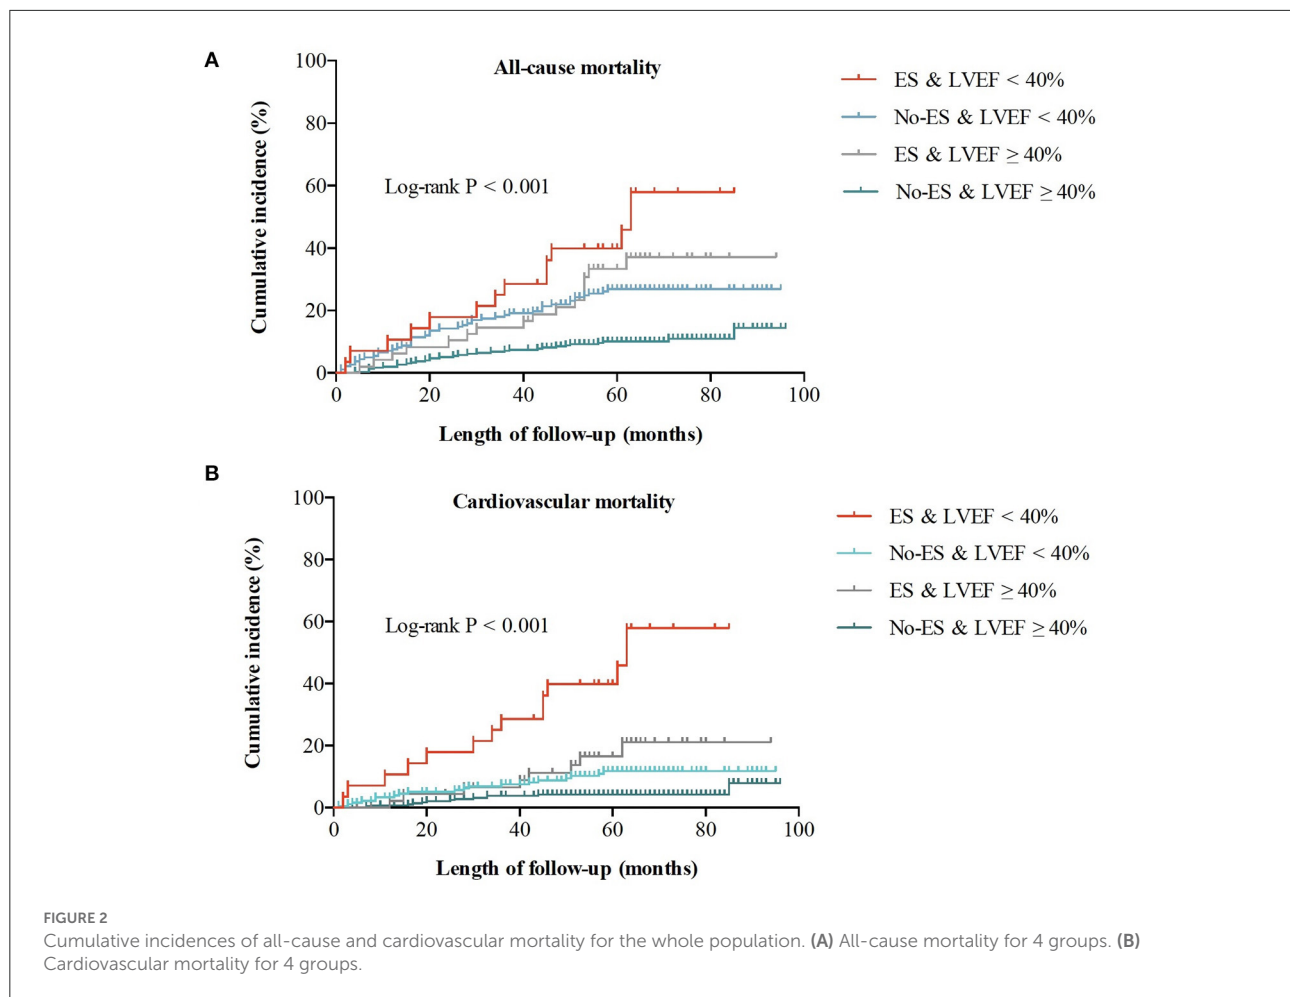 A
All-cause mortality
Cumulative incidence (%)
100
80
60
40
20
0
Log-rank P < 0.001
ES & LVEF < 40%
No-ES & LVEF < 40%
ES & LVEF ≥ 40%
No-ES & LVEF ≥ 40%
0 20 40 60 80 100
Length of follow-up (months)
B
Cardiovascular mortality
Cumulative incidence (%)
100
80
60
40
20
0
Log-rank P < 0.001
ES & LVEF < 40%
No-ES & LVEF < 40%
ES & LVEF ≥ 40%
No-ES & LVEF ≥ 40%
0 20 40 60 80 100
Length of follow-up (months)
FIGURE 2
Cumulative incidences of all-cause and cardiovascular mortality for the whole population. (A) All-cause mortality for 4 groups. (B)
Cardiovascular mortality for 4 groups.